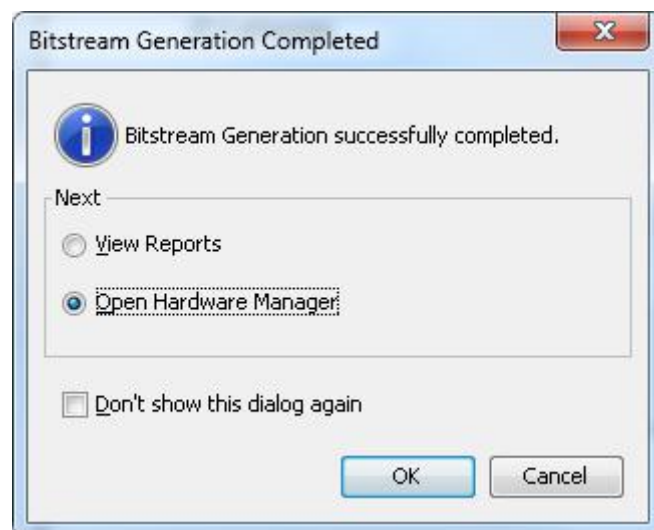 Bitstream Generation Completed
Bitstream Generation successfully completed.
Next
View Reports
Open Hardware Manager
Don't show this dialog again
OK
Cancel